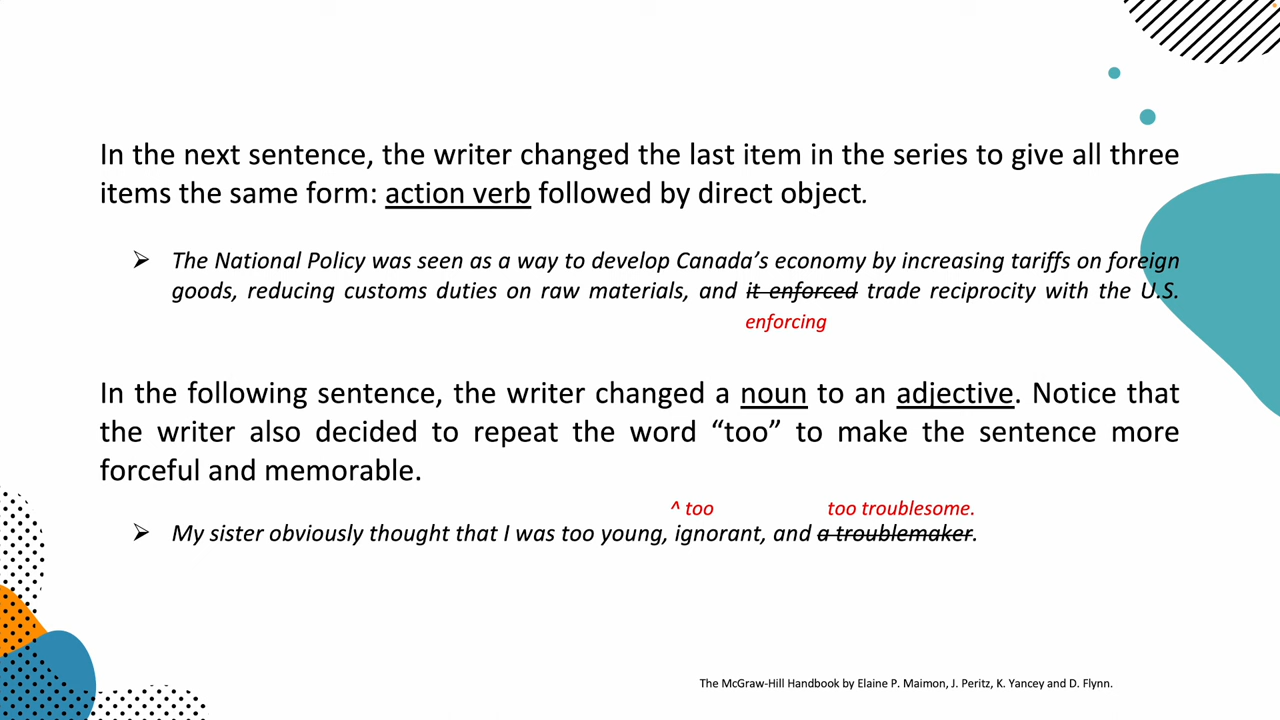 In the next sentence, the writer changed the last item in the series to give all three
items the same form: action verb followed by direct object.
➢ The National Policy was seen as a way to develop Canada’s economy by increasing tariffs on foreign
goods, reducing customs duties on raw materials, and it enforced trade reciprocity with the U.S.
enforcing
In the following sentence, the writer changed a noun to an adjective. Notice that
the writer also decided to repeat the word “too” to make the sentence more
forceful and memorable.
^ too too troublesome.
➢ My sister obviously thought that I was too young, ignorant, and a troublemaker.
The McGraw-Hill Handbook by Elaine P. Maimon, J. Peritz, K. Yancey and D. Flynn.